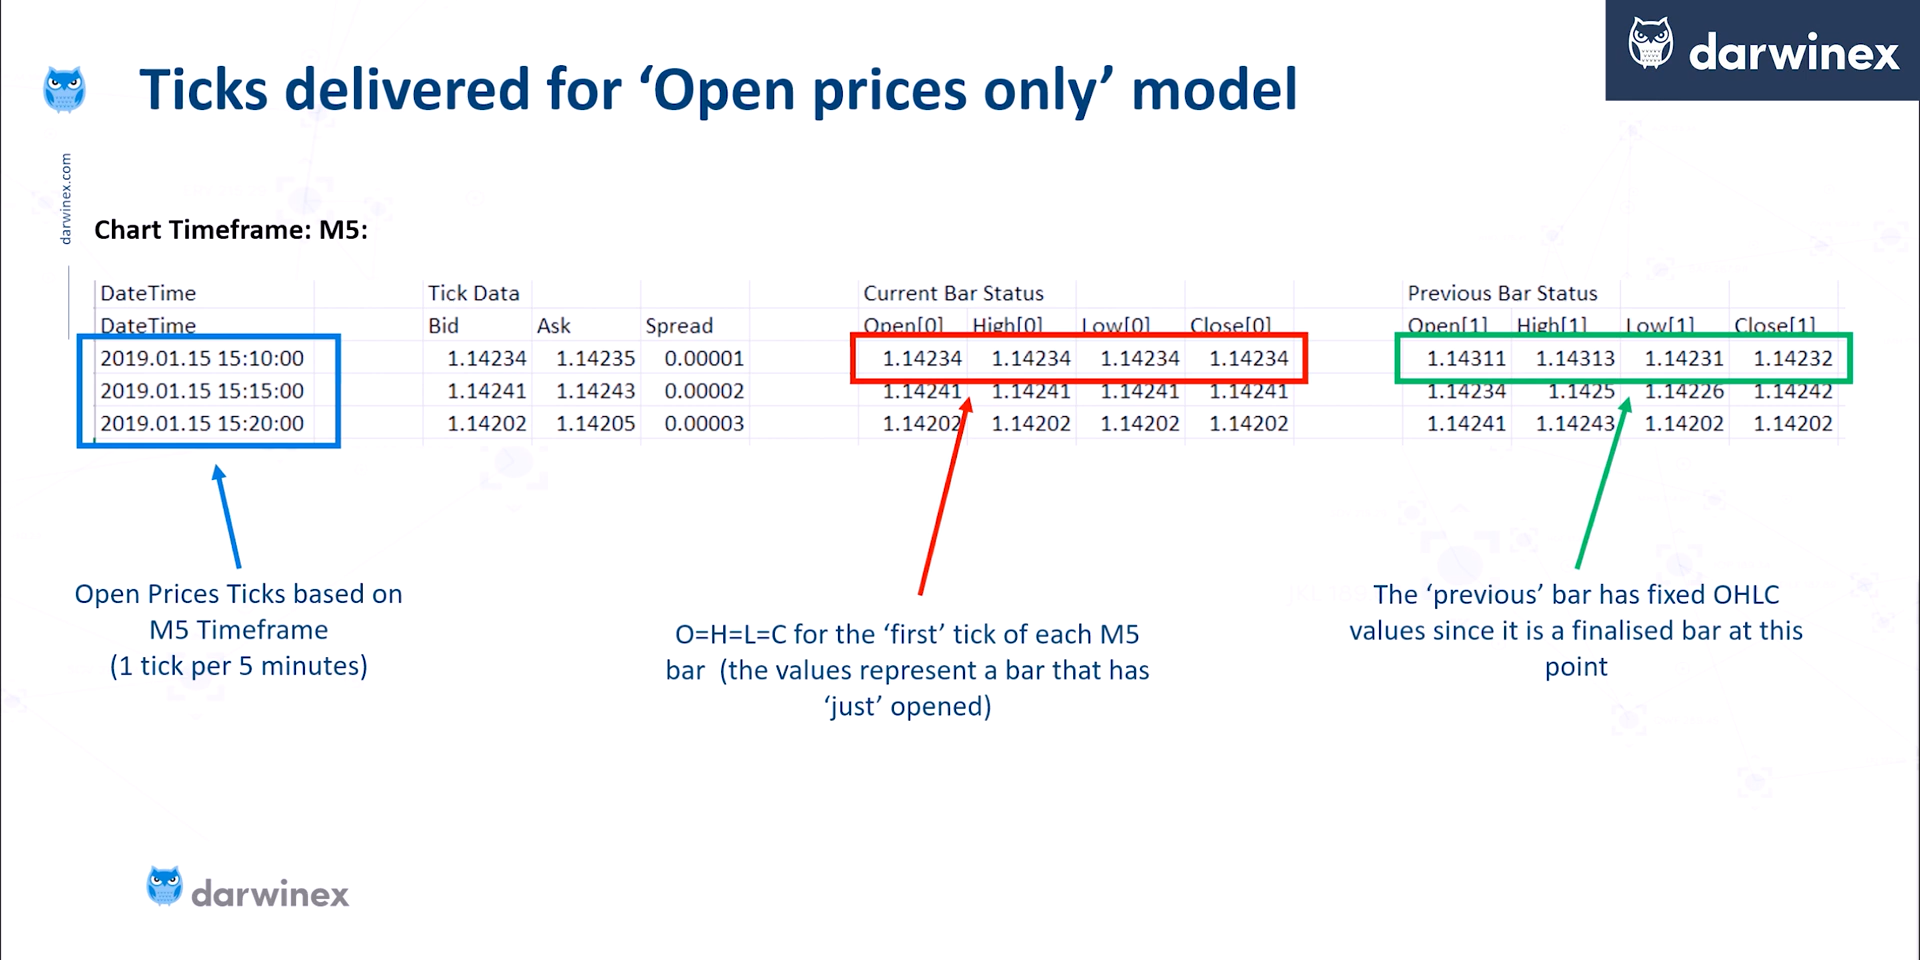 darwinex
Ticks delivered for ‘Open prices only’ model
darwinex.com
Chart Timeframe: M5:
DateTime Tick Data Current Bar Status Previous Bar Status
DateTime Bid Ask Spread Open[0] High[0] Low[0] Close[0] Open[1] High[1] Low[1] Close[1]
2019.01.15 15:10:00 1.14234 1.14235 0.00001 1.14234 1.14234 1.14234 1.14234 1.14311 1.14313 1.14231 1.14232
2019.01.15 15:15:00 1.14241 1.14243 0.00002 1.14241 1.14241 1.14241 1.14241 1.14234 1.1425 1.14226 1.14242
2019.01.15 15:20:00 1.14202 1.14205 0.00003 1.14202 1.14202 1.14202 1.14202 1.14241 1.14243 1.14202 1.14202
Open Prices Ticks based on
M5 Timeframe
(1 tick per 5 minutes)
O=H=L=C for the ‘first’ tick of each M5
bar (the values represent a bar that has
‘just’ opened)
The ‘previous’ bar has fixed OHLC
values since it is a finalised bar at this
point
darwinex